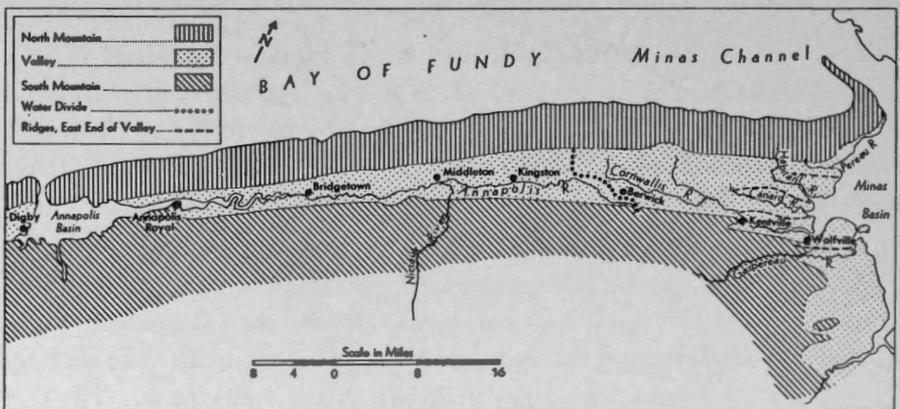 North Mountain
Valley
South Mountain
Water Divide
Ridges, East End of Valley
N
BAY OF FUNDY
Minas Channel
Minas
Basin
Pereau R
Habitant R.
Canard R.
Cornwallis
R.
Berwick
Kentville
Wolfville
Gaspereau R.
Kingston
Middleton
Annapolis R.
Bridgetown
Annapolis
Royal
Annapolis
Basin
Digby
Nictaux R.
Scale in Miles
8 4 0 8 16